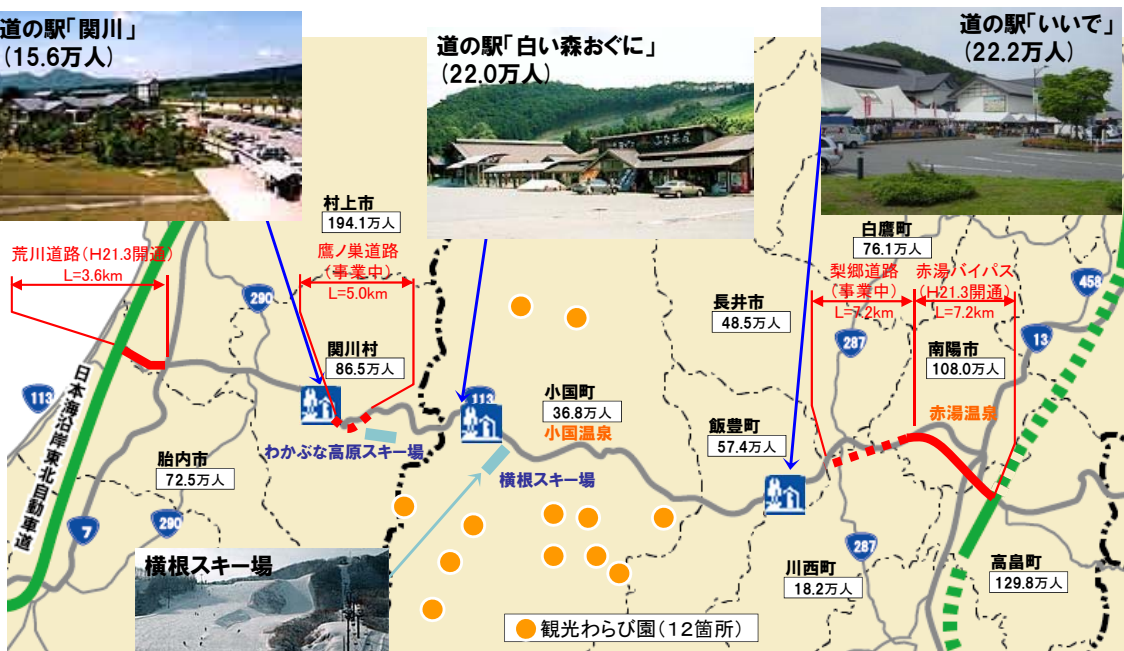 道の駅「関川」
(15.6万人)
道の駅「白い森おぐに」
(22.0万人)
道の駅「いいで」
(22.2万人)
村上市
194.1万人
白鷹町
76.1万人
荒川道路(H21.3開通)
L=3.6km
鷹ノ巣道路
(事業中)
L=5.0km
梨郷道路
(事業中)
L=7.2km
赤湯バイパス
(H21.3開通)
L=7.2km
290
458
長井市
48.5万人
287
13
南陽市
108.0万人
関川村
86.5万人
113
日本海沿岸東北自動車道
113
小国町
36.8万人
小国温泉
赤湯温泉
飯豊町
57.4万人
わかぶな高原スキー場
胎内市
72.5万人
横根スキー場
7
290
287
横根スキー場
川西町
18.2万人
高畠町
129.8万人
観光わらび園(12箇所)